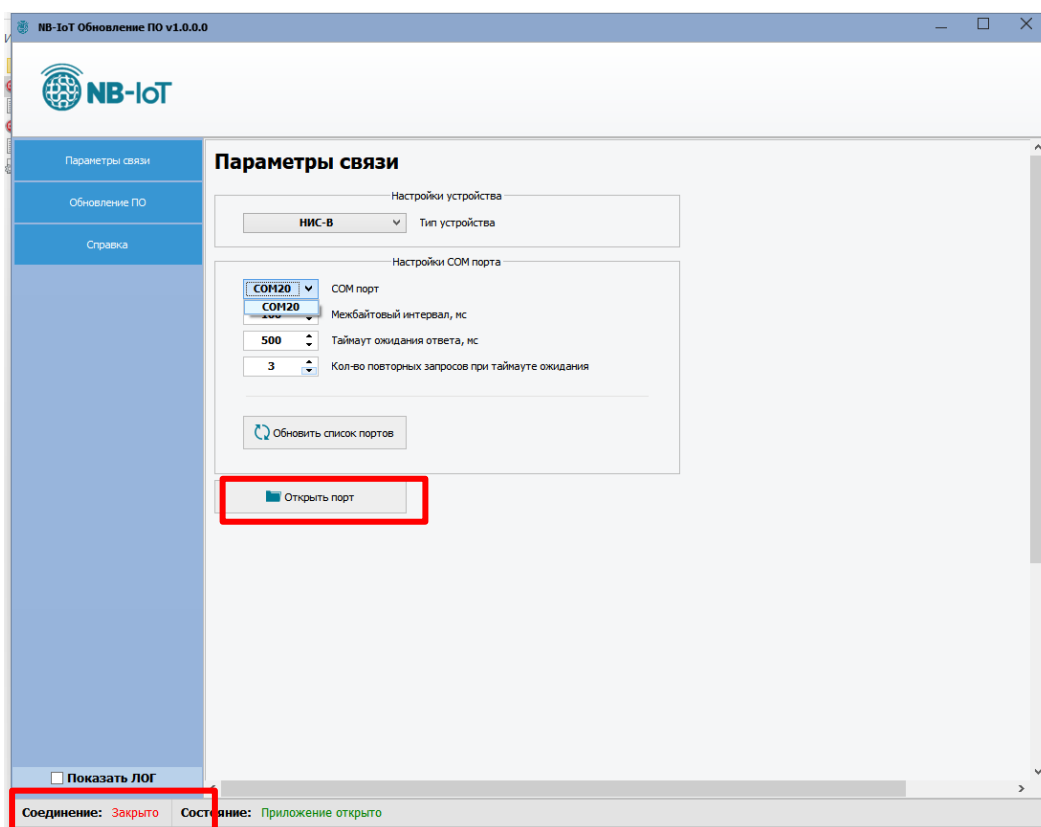 NB-IoT Обновление ПО v1.0.0.0
NB-IoT
Параметры связи
Обновление ПО
Справка
Параметры связи
Настройки устройства
НИС-В Тип устройства
Настройки COM порта
COM20 COM порт
COM20
Межбайтовый интервал, мс
500 Таймаут ожидания ответа, мс
3 Кол-во повторных запросов при таймауте ожидания
Обновить список портов
Открыть порт
Показать ЛОГ
Соединение: Закрыто Состояние: Приложение открыто